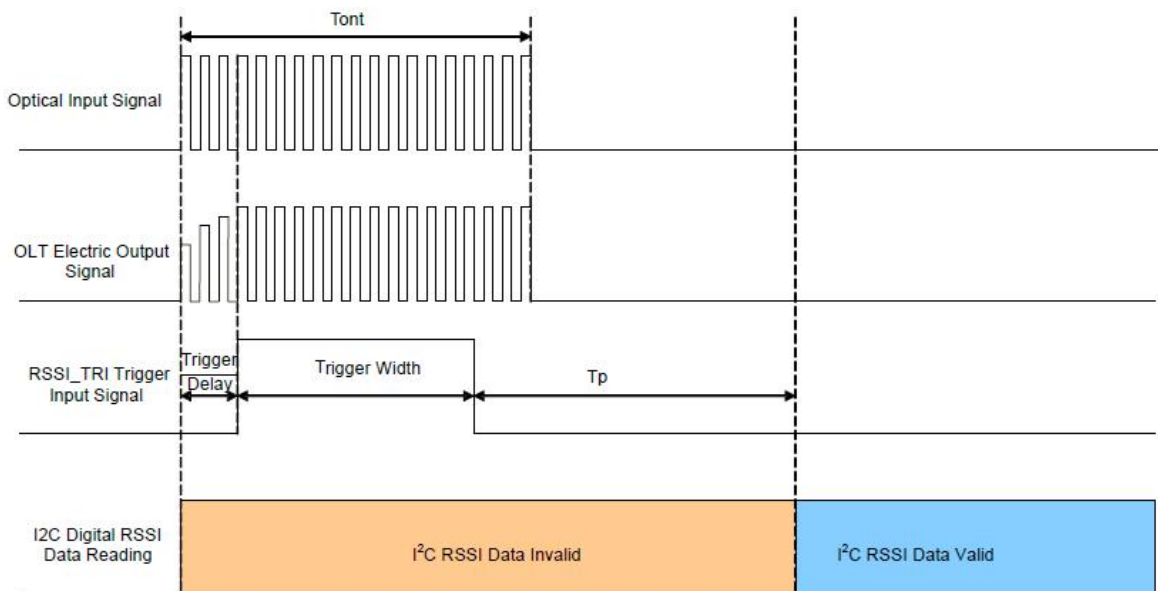 Tont
Optical Input Signal
OLT Electric Output
Signal
RSSI_TRI Trigger
Input Signal
Trigger
Delay
Trigger Width
Tp
I2C Digital RSSI
Data Reading
I²C RSSI Data Invalid
I²C RSSI Data Valid